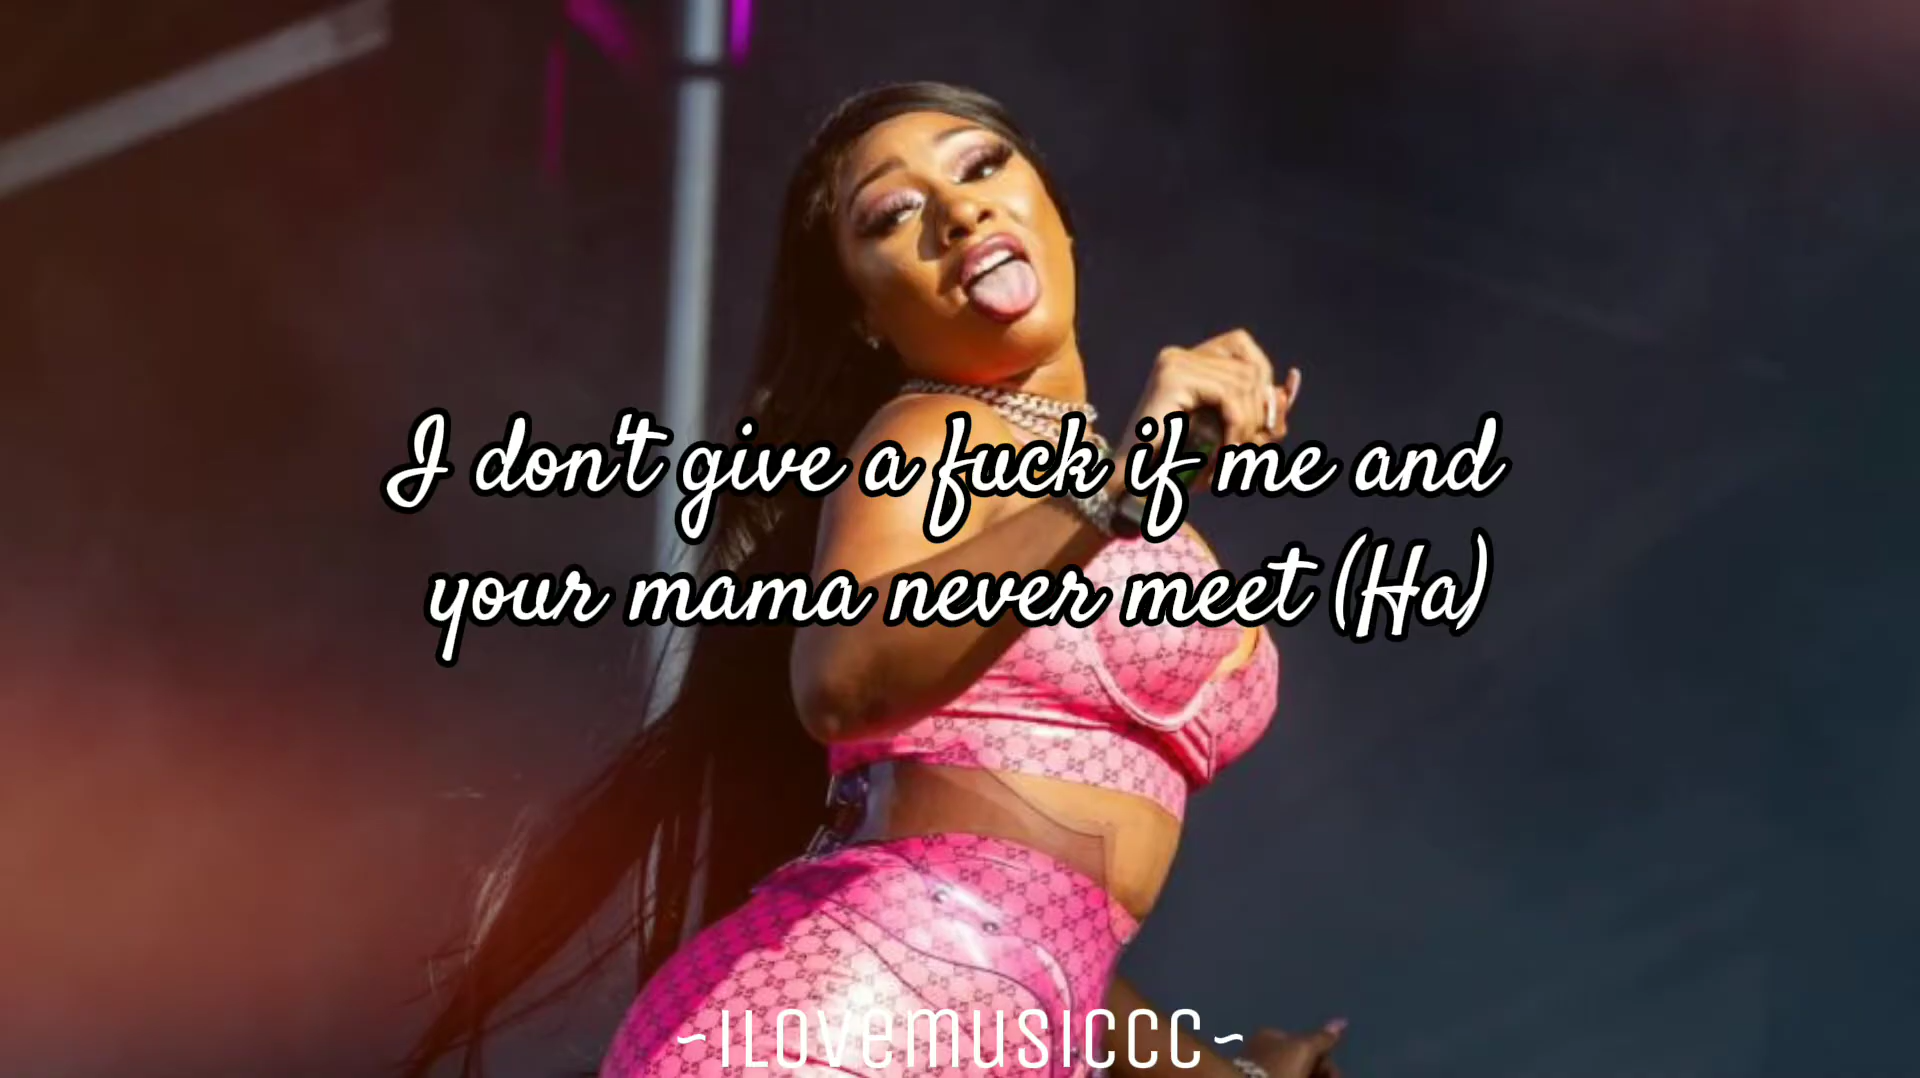 I don't give a fuck if me and
your mama never meet (Ha)
~ILOVEMUSICCC~